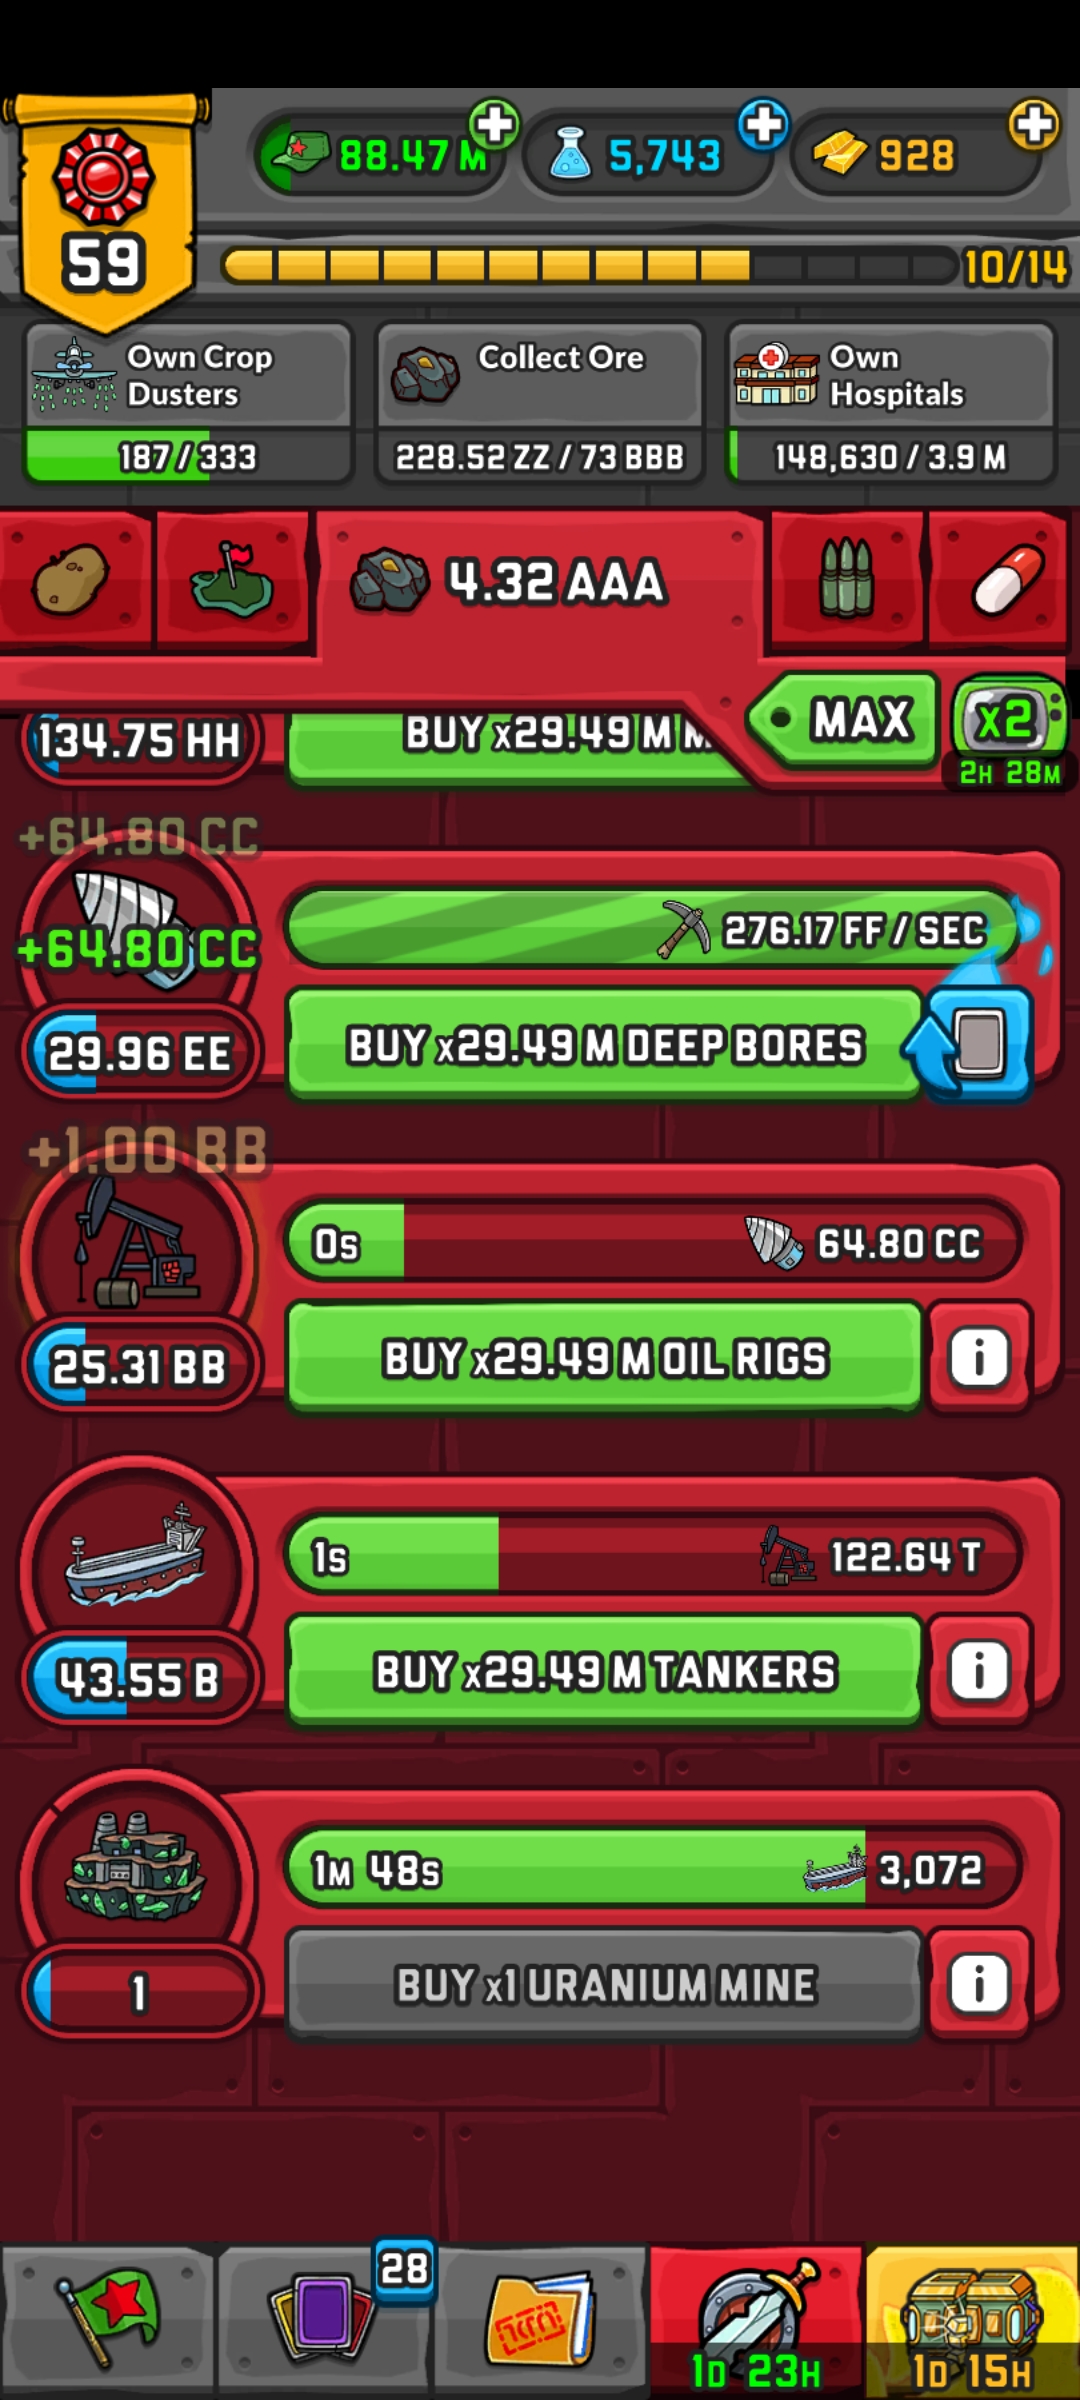 88.47 M
5,743
928
59
10/14
Own Crop
Dusters
Collect Ore
Own
Hospitals
187/333
228.52 ZZ / 73 BBB
148,630 / 3.9 M
4.32 AAA
MAX
x2
2H 28M
134.75 HH
BUY x29.49 M M
+64.80 CC
+64.80 CC
276.17 FF / SEC
29.96 EE
BUY x29.49 M DEEP BORES
+1.00 BB
0s
64.80 CC
25.31 BB
BUY x29.49 M OIL RIGS
i
1s
122.64 T
43.55 B
BUY x29.49 M TANKERS
i
1M 48s
3,072
1
BUY x1 URANIUM MINE
i
28
1D 23H
1D 15H